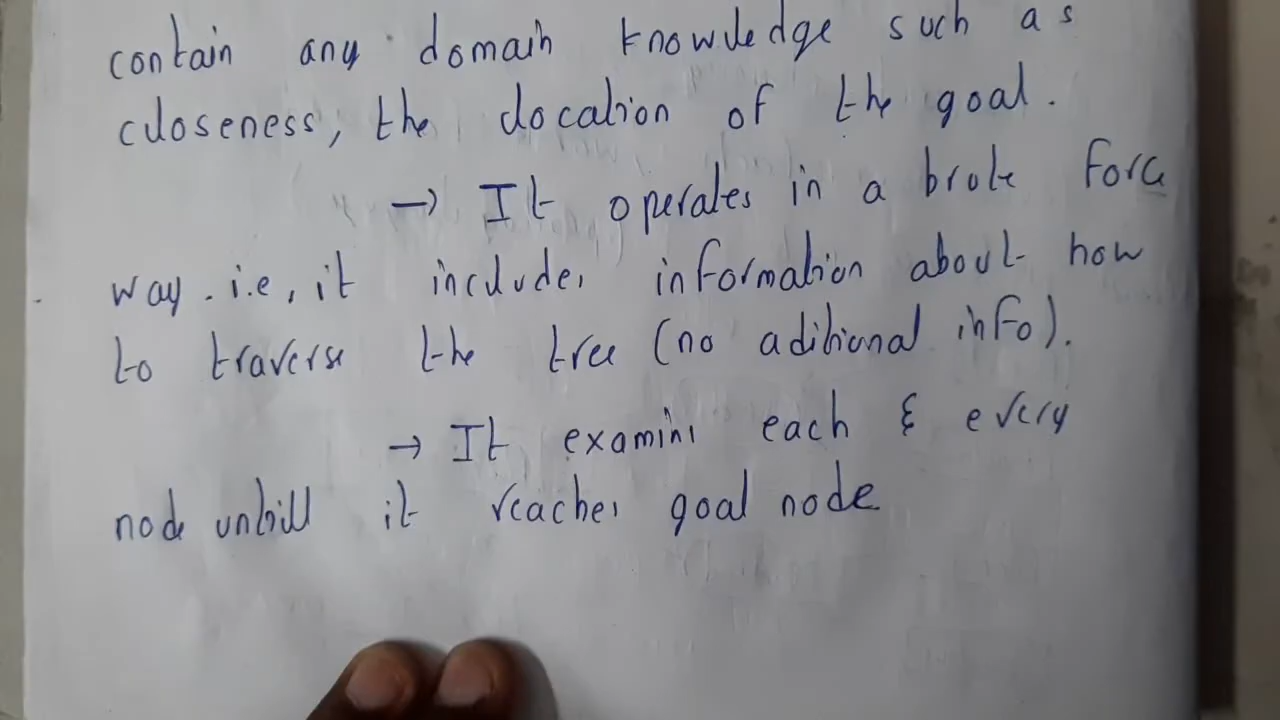 contain any domain knowledge such as
closeness, the location of the goal.
→ It operates in a brute force
way. i.e, it includes information about how
to traverse the tree (no aditional info).
→ It examins each & every
node untill it reaches goal node